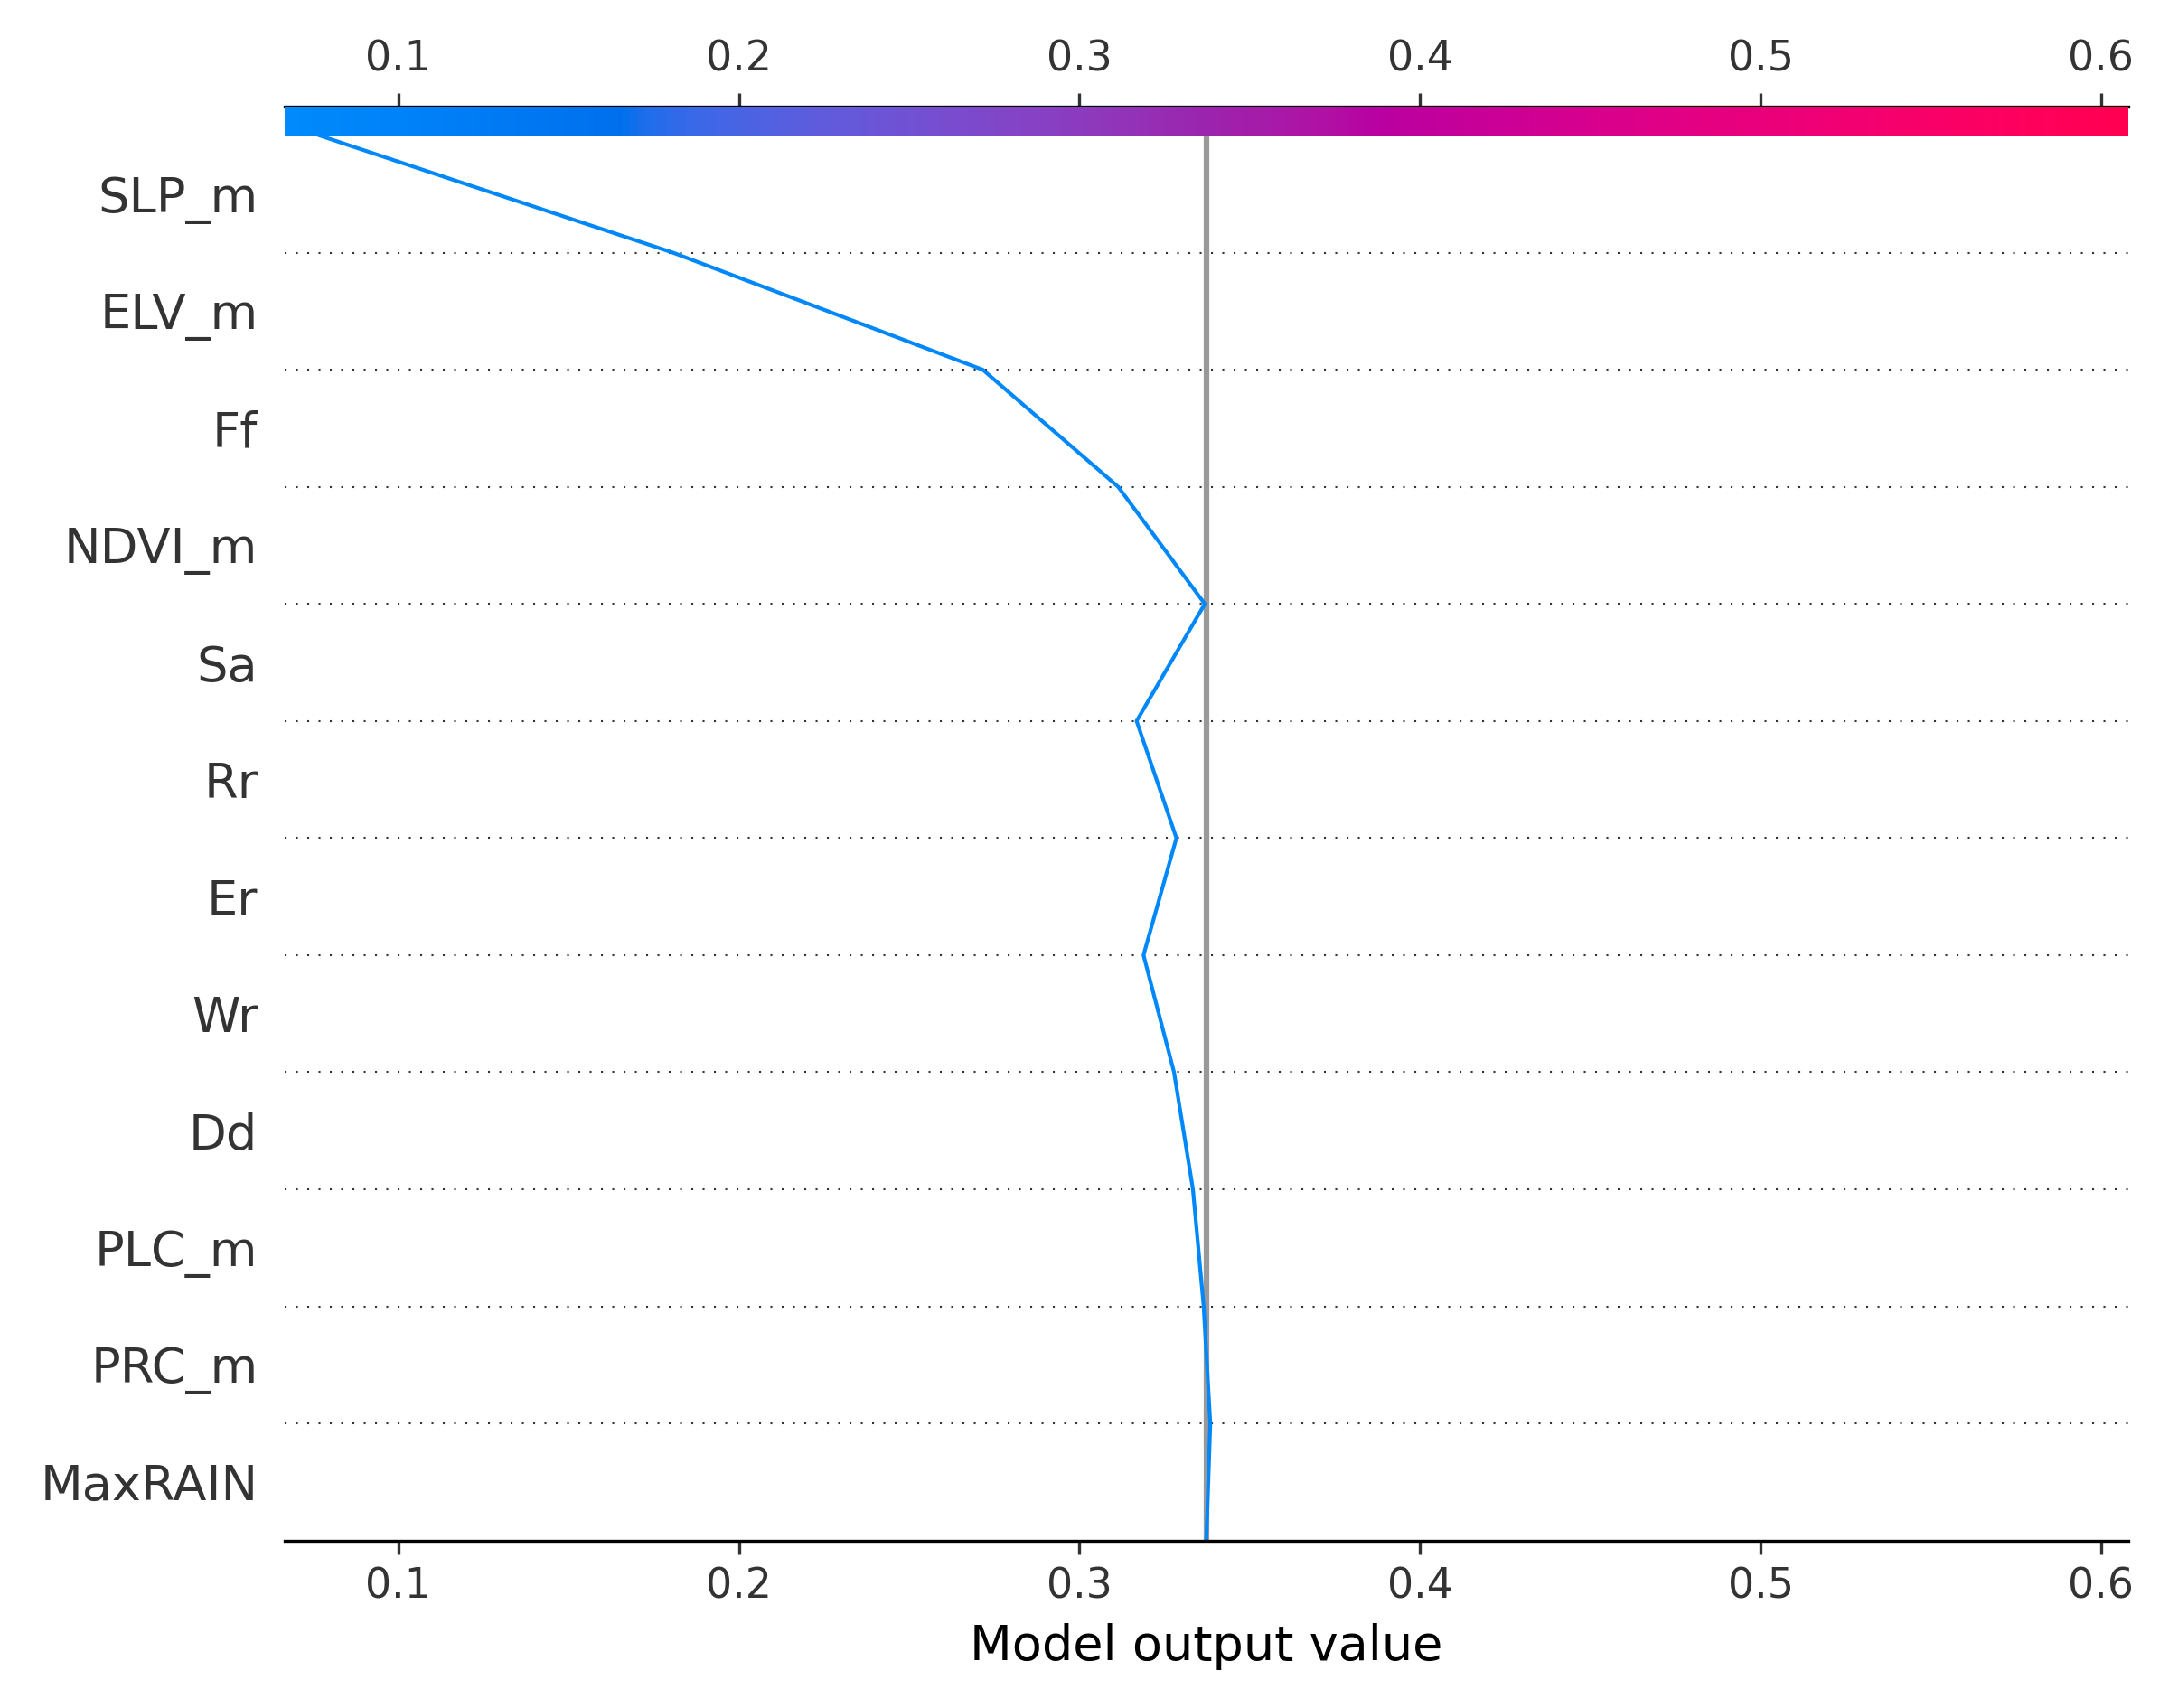 0.1 0.2 0.3 0.4 0.5 0.6
SLP_m
ELV_m
Ff
NDVI_m
Sa
Rr
Er
Wr
Dd
PLC_m
PRC_m
MaxRAIN
0.1 0.2 0.3 0.4 0.5 0.6
Model output value